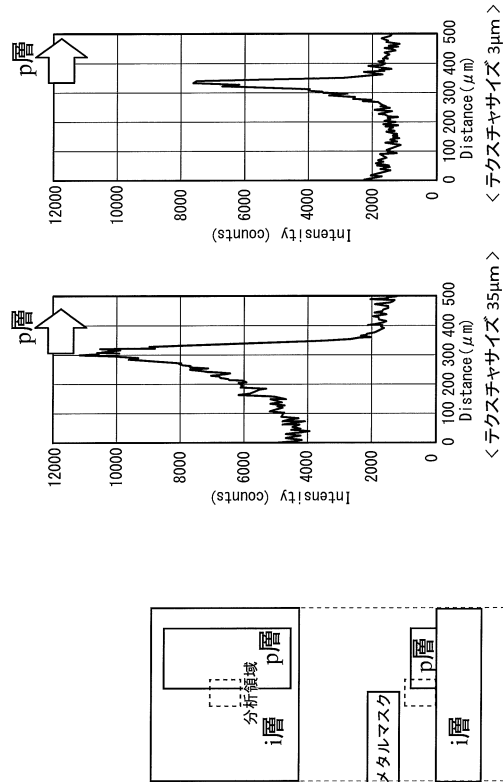 p層
12000
10000
8000
6000
4000
2000
0
Intensity (counts)
0 100 200 300 400 500
Distance(μm)
< テクスチャサイズ 35μm >
p層
12000
10000
8000
6000
4000
2000
0
Intensity (counts)
0 100 200 300 400 500
Distance(μm)
< テクスチャサイズ 3μm >
i層
分析領域
p層
メタルマスク
p層
i層